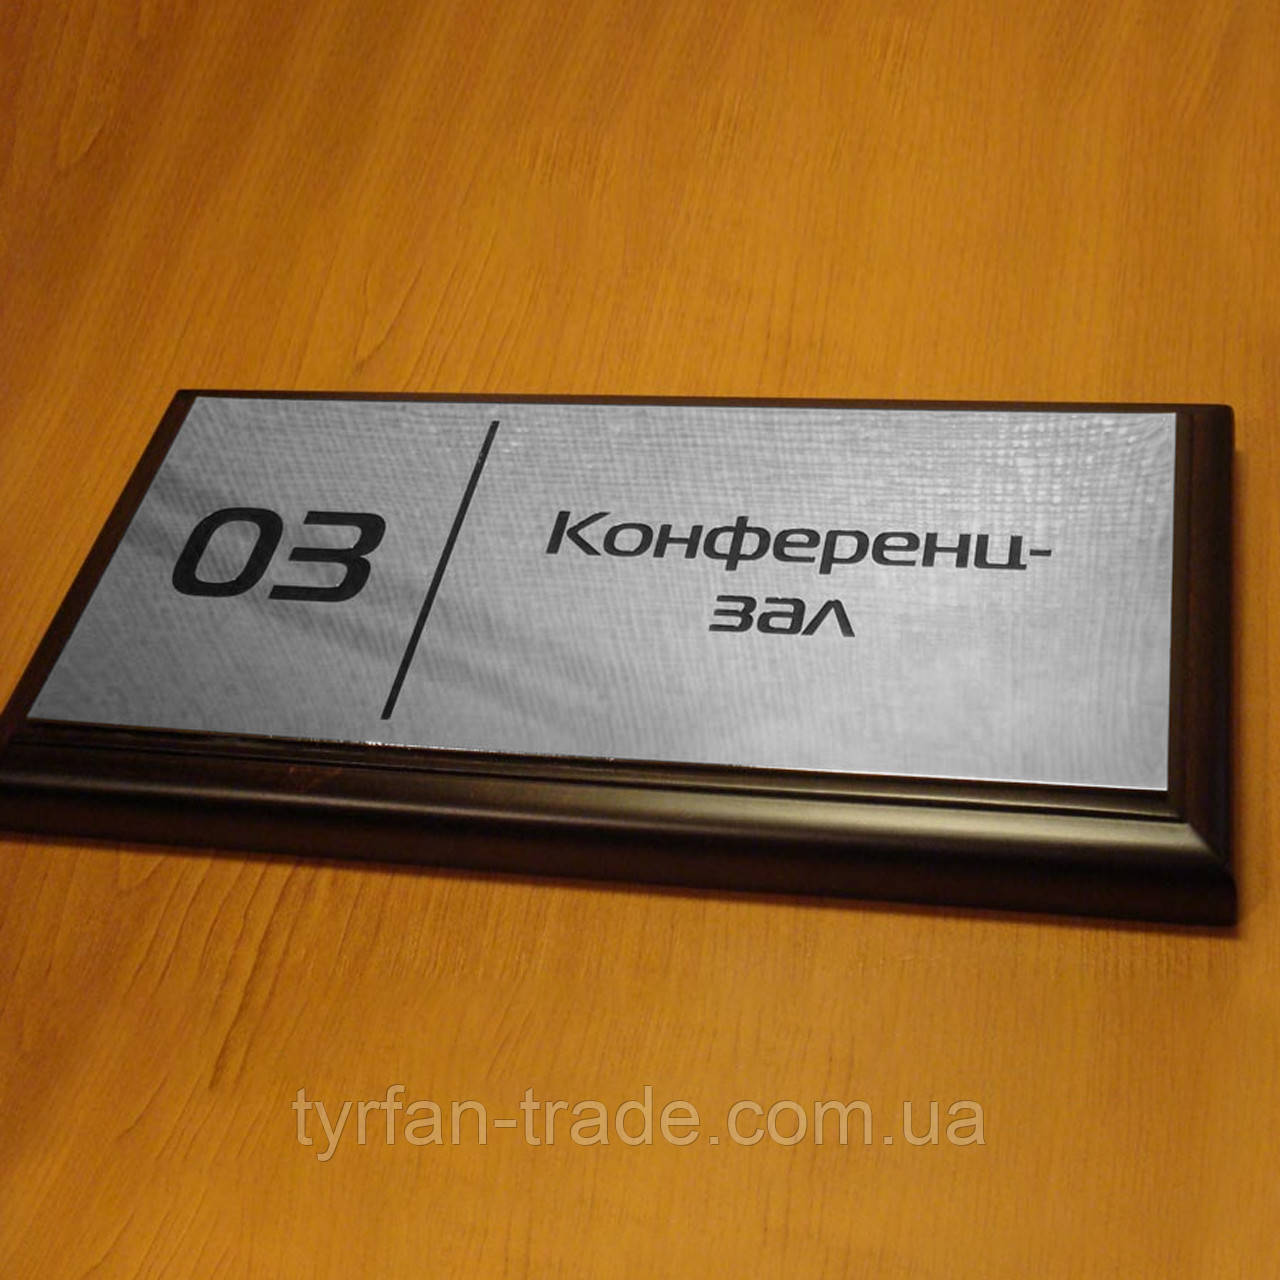 03
Конференц-
зал
tyrfan-trade.com.ua